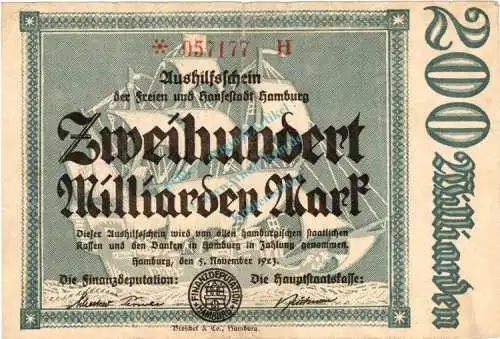 * 057177 H
Aushilfsschein
der Freien und Hansestadt Hamburg
Zweihundert
Milliarden Mark
Dieser Aushilfsschein wird von allen hamburgischen staatlichen
Kassen und den Banken in Hamburg in Zahlung genommen.
Hamburg, den 5. November 1923.
Die Finanzdeputation: Die Hauptstaatskasse:
FINANZDEPUTATION
HAMBURG
Broschek & Co., Hamburg.
200 Milliarden